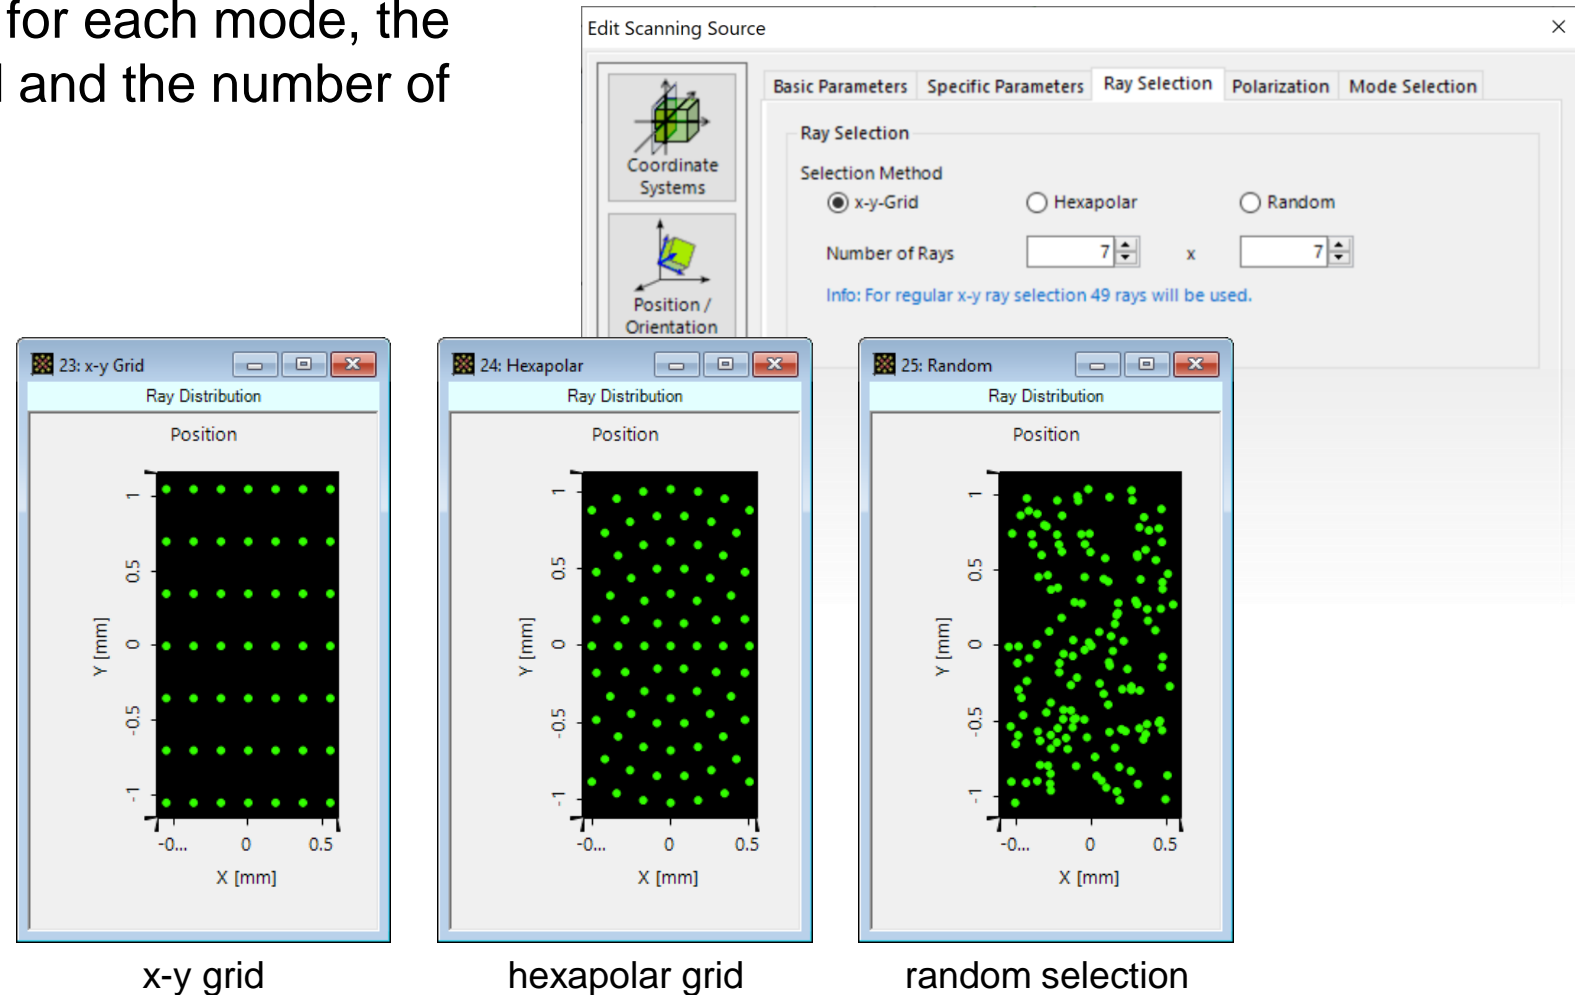 for each mode, the
l and the number of
Edit Scanning Source
Coordinate
Systems
Position /
Orientation
Basic Parameters
Specific Parameters
Ray Selection
Polarization
Mode Selection
Ray Selection
Selection Method
x-y-Grid
Hexapolar
Random
Number of Rays
7
x
7
Info: For regular x-y ray selection 49 rays will be used.
23: x-y Grid
Ray Distribution
Position
Y [mm]
1
0.5
0
-0.5
-1
-0...
0
0.5
X [mm]
x-y grid
24: Hexapolar
Ray Distribution
Position
Y [mm]
1
0.5
0
-0.5
-1
-0...
0
0.5
X [mm]
hexapolar grid
25: Random
Ray Distribution
Position
Y [mm]
1
0.5
0
-0.5
-1
-0...
0
0.5
X [mm]
random selection